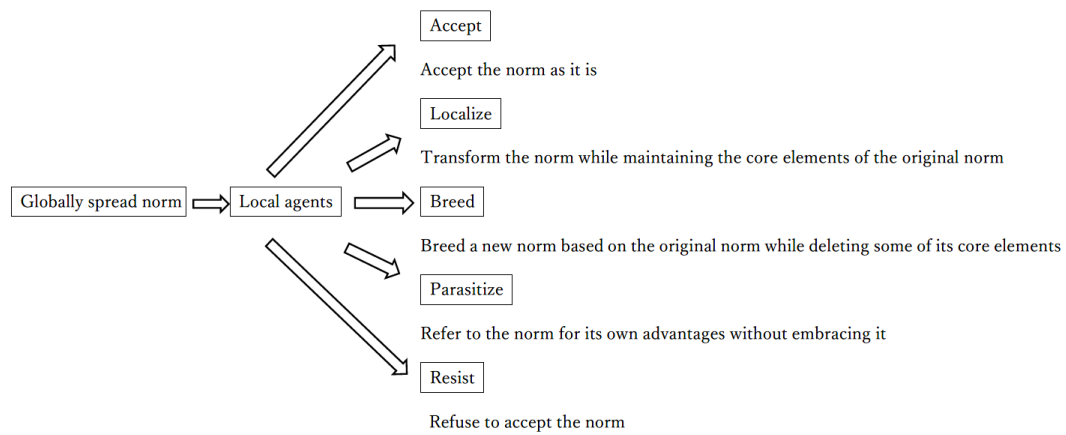 Accept
Accept the norm as it is
Localize
Transform the norm while maintaining the core elements of the original norm
Globally spread norm
Local agents
Breed
Breed a new norm based on the original norm while deleting some of its core elements
Parasitize
Refer to the norm for its own advantages without embracing it
Resist
Refuse to accept the norm